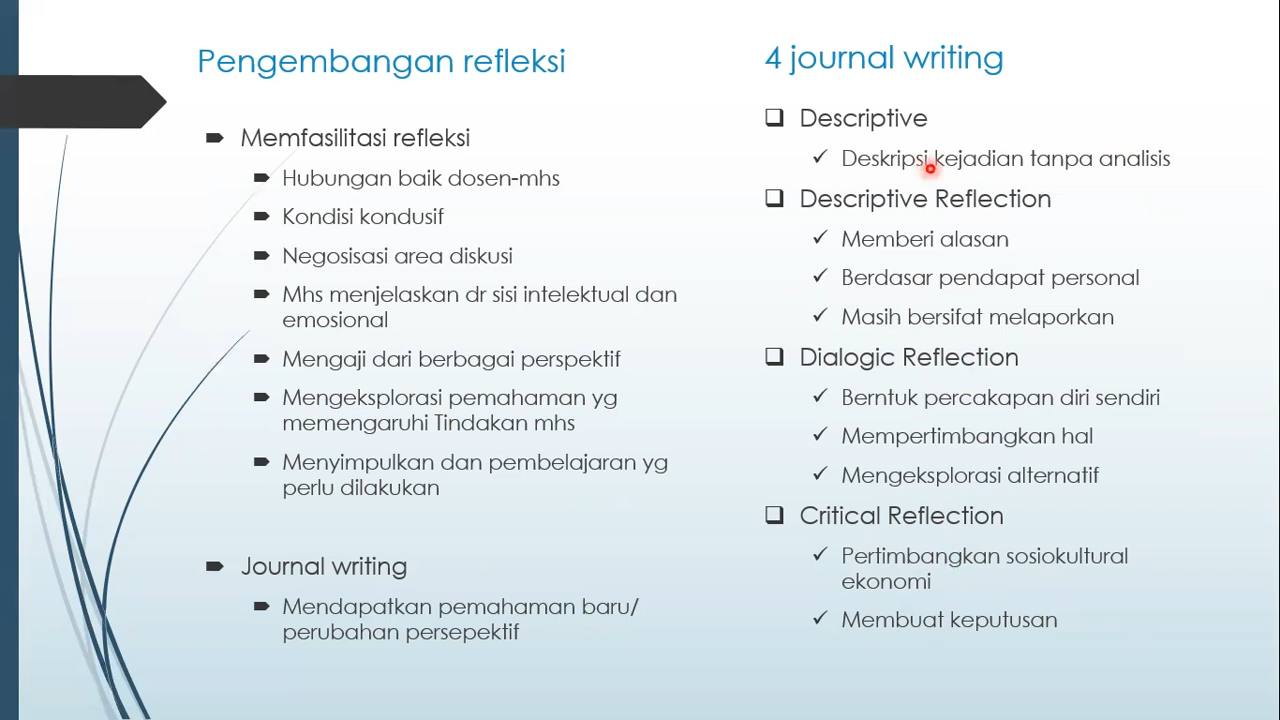 Pengembangan refleksi
Memfasilitasi refleksi
Hubungan baik dosen-mhs
Kondisi kondusif
Negosisasi area diskusi
Mhs menjelaskan dr sisi intelektual dan
emosional
Mengaji dari berbagai perspektif
Mengeksplorasi pemahaman yg
memengaruhi Tindakan mhs
Menyimpulkan dan pembelajaran yg
perlu dilakukan
Journal writing
Mendapatkan pemahaman baru/
perubahan persepektif
4 journal writing
Descriptive
Deskripsi kejadian tanpa analisis
Descriptive Reflection
Memberi alasan
Berdasar pendapat personal
Masih bersifat melaporkan
Dialogic Reflection
Berntuk percakapan diri sendiri
Mempertimbangkan hal
Mengeksplorasi alternatif
Critical Reflection
Pertimbangkan sosiokultural
ekonomi
Membuat keputusan